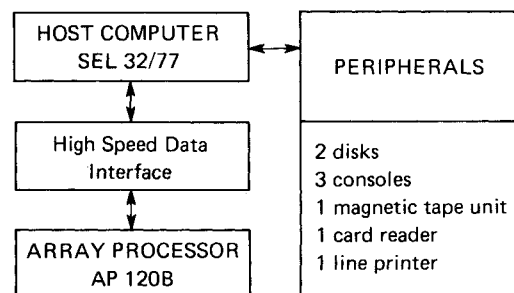 HOST COMPUTER
SEL 32/77
High Speed Data
Interface
ARRAY PROCESSOR
AP 120B
PERIPHERALS
2 disks
3 consoles
1 magnetic tape unit
1 card reader
1 line printer